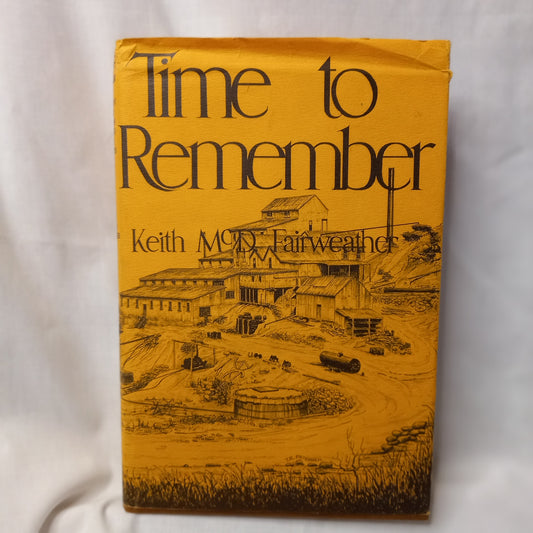 Time to
Remember
Keith McD. Fairweather